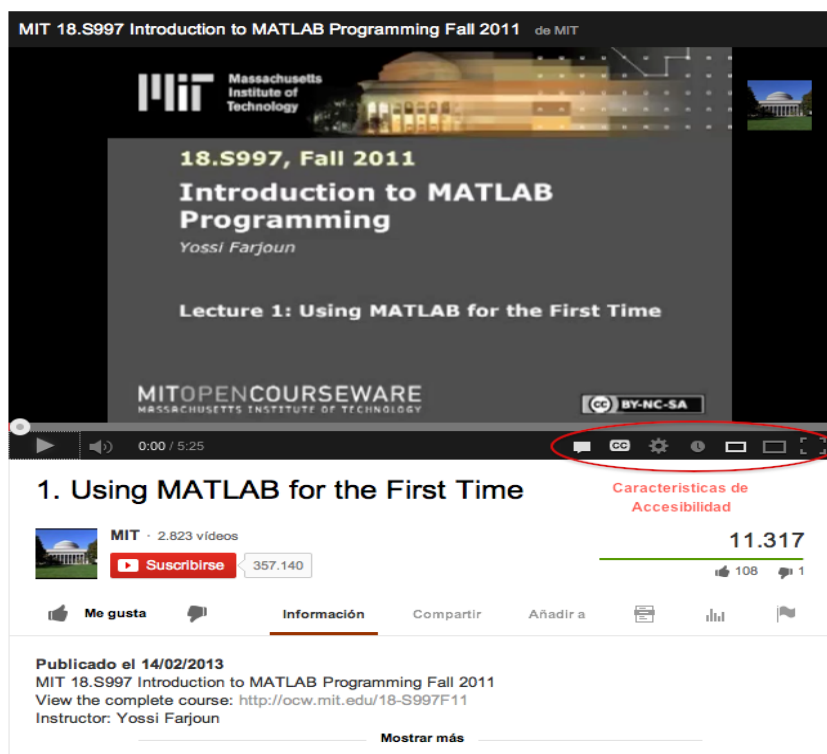 MIT 18.S997 Introduction to MATLAB Programming Fall 2011 de MIT
Massachusetts
Institute of
Technology
18.S997, Fall 2011
Introduction to MATLAB
Programming
Yossi Farjoun
Lecture 1: Using MATLAB for the First Time
MITOPENCOURSEWARE
MASSACHUSETTS INSTITUTE OF TECHNOLOGY
cc BY-NC-SA
0:00 / 5:25
CC
1. Using MATLAB for the First Time
Caracteristicas de
Accesibilidad
MIT · 2.823 vídeos
Suscribirse 357.140
11.317
108 1
Me gusta Información Compartir Añadir a
Publicado el 14/02/2013
MIT 18.S997 Introduction to MATLAB Programming Fall 2011
View the complete course: http://ocw.mit.edu/18-S997F11
Instructor: Yossi Farjoun
Mostrar más